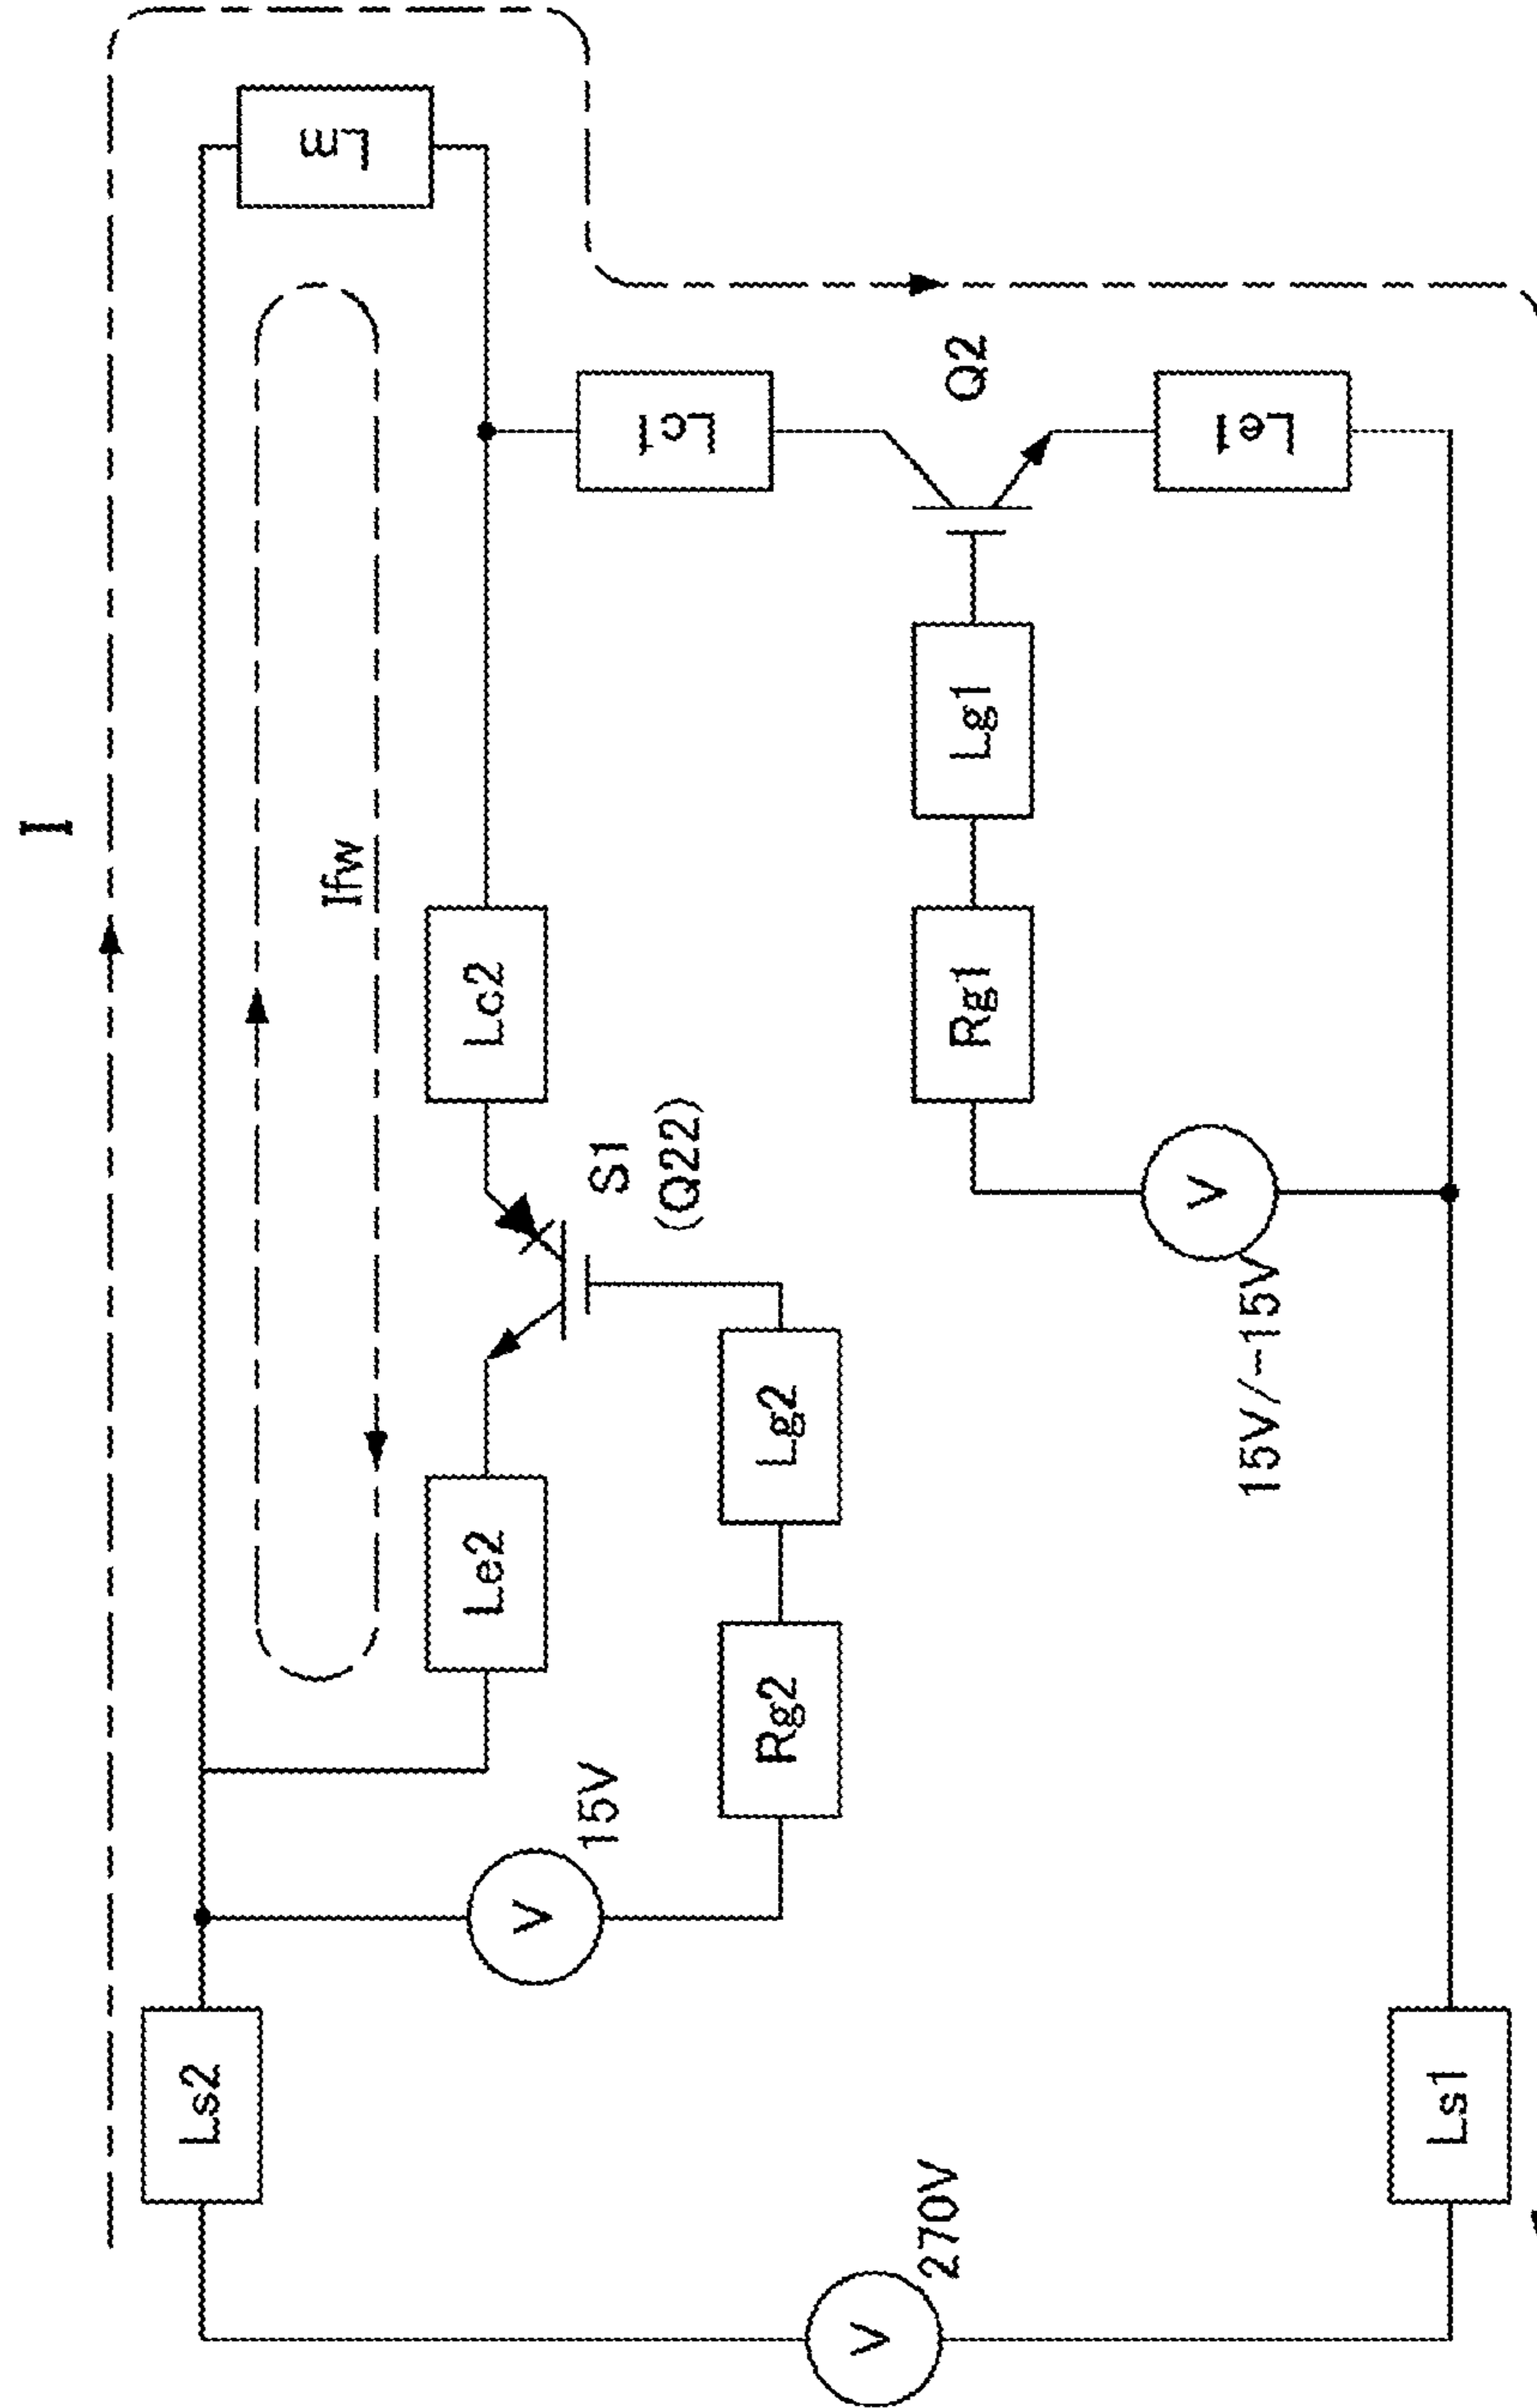 I
Lm
Ifw
Lc1
Q2
Le1
Lc2
Lg1
Rg1
S1
(Q22)
Le2
Lg2
Rg2
V
15V/-15V
V
15V
Ls2
Ls1
V
270V